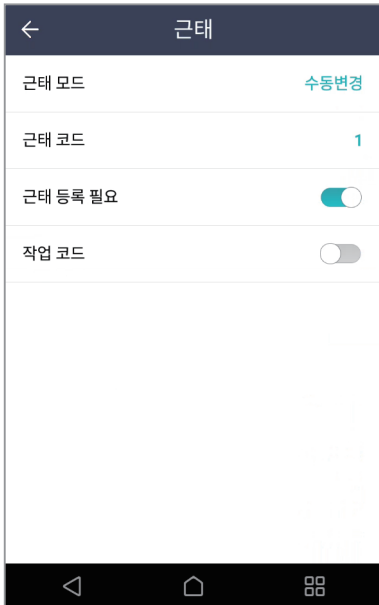 근태
근태 모드 수동변경
근태 코드 1
근태 등록 필요
작업 코드